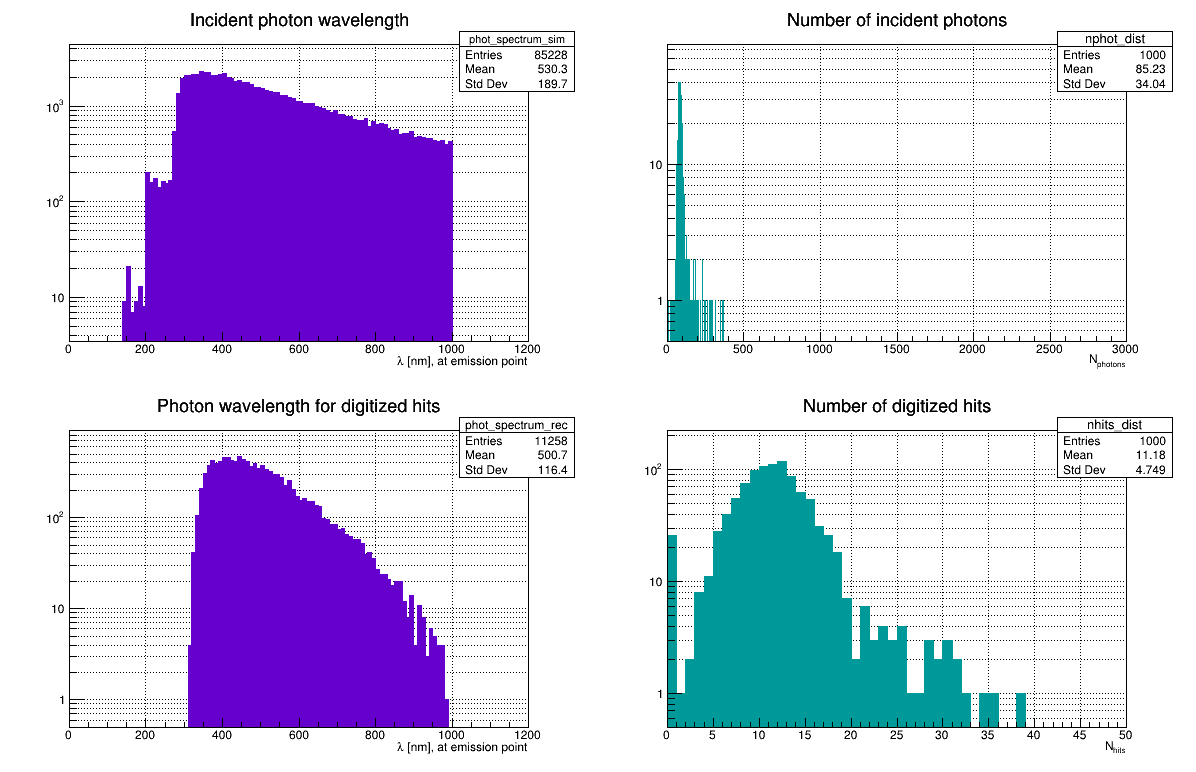 Incident photon wavelength
phot_spectrum_sim
Entries 85228
Mean 530.3
Std Dev 189.7
10³
10²
10
0 200 400 600 800 1000 1200
λ [nm], at emission point
Number of incident photons
nphot_dist
Entries 1000
Mean 85.23
Std Dev 34.04
10
1
0 500 1000 1500 2000 2500 3000
N_photons
Photon wavelength for digitized hits
phot_spectrum_rec
Entries 11258
Mean 500.7
Std Dev 116.4
10²
10
1
0 200 400 600 800 1000 1200
λ [nm], at emission point
Number of digitized hits
nhits_dist
Entries 1000
Mean 11.18
Std Dev 4.749
10²
10
1
0 5 10 15 20 25 30 35 40 45 50
N_hits